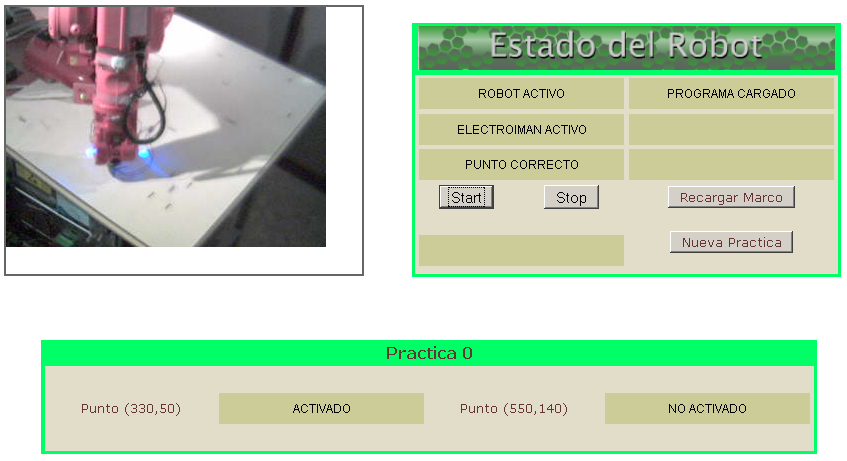 Estado del Robot
ROBOT ACTIVO PROGRAMA CARGADO
ELECTROIMAN ACTIVO
PUNTO CORRECTO
Start Stop Recargar Marco
Nueva Practica
Practica 0
Punto (330,50) ACTIVADO Punto (550,140) NO ACTIVADO